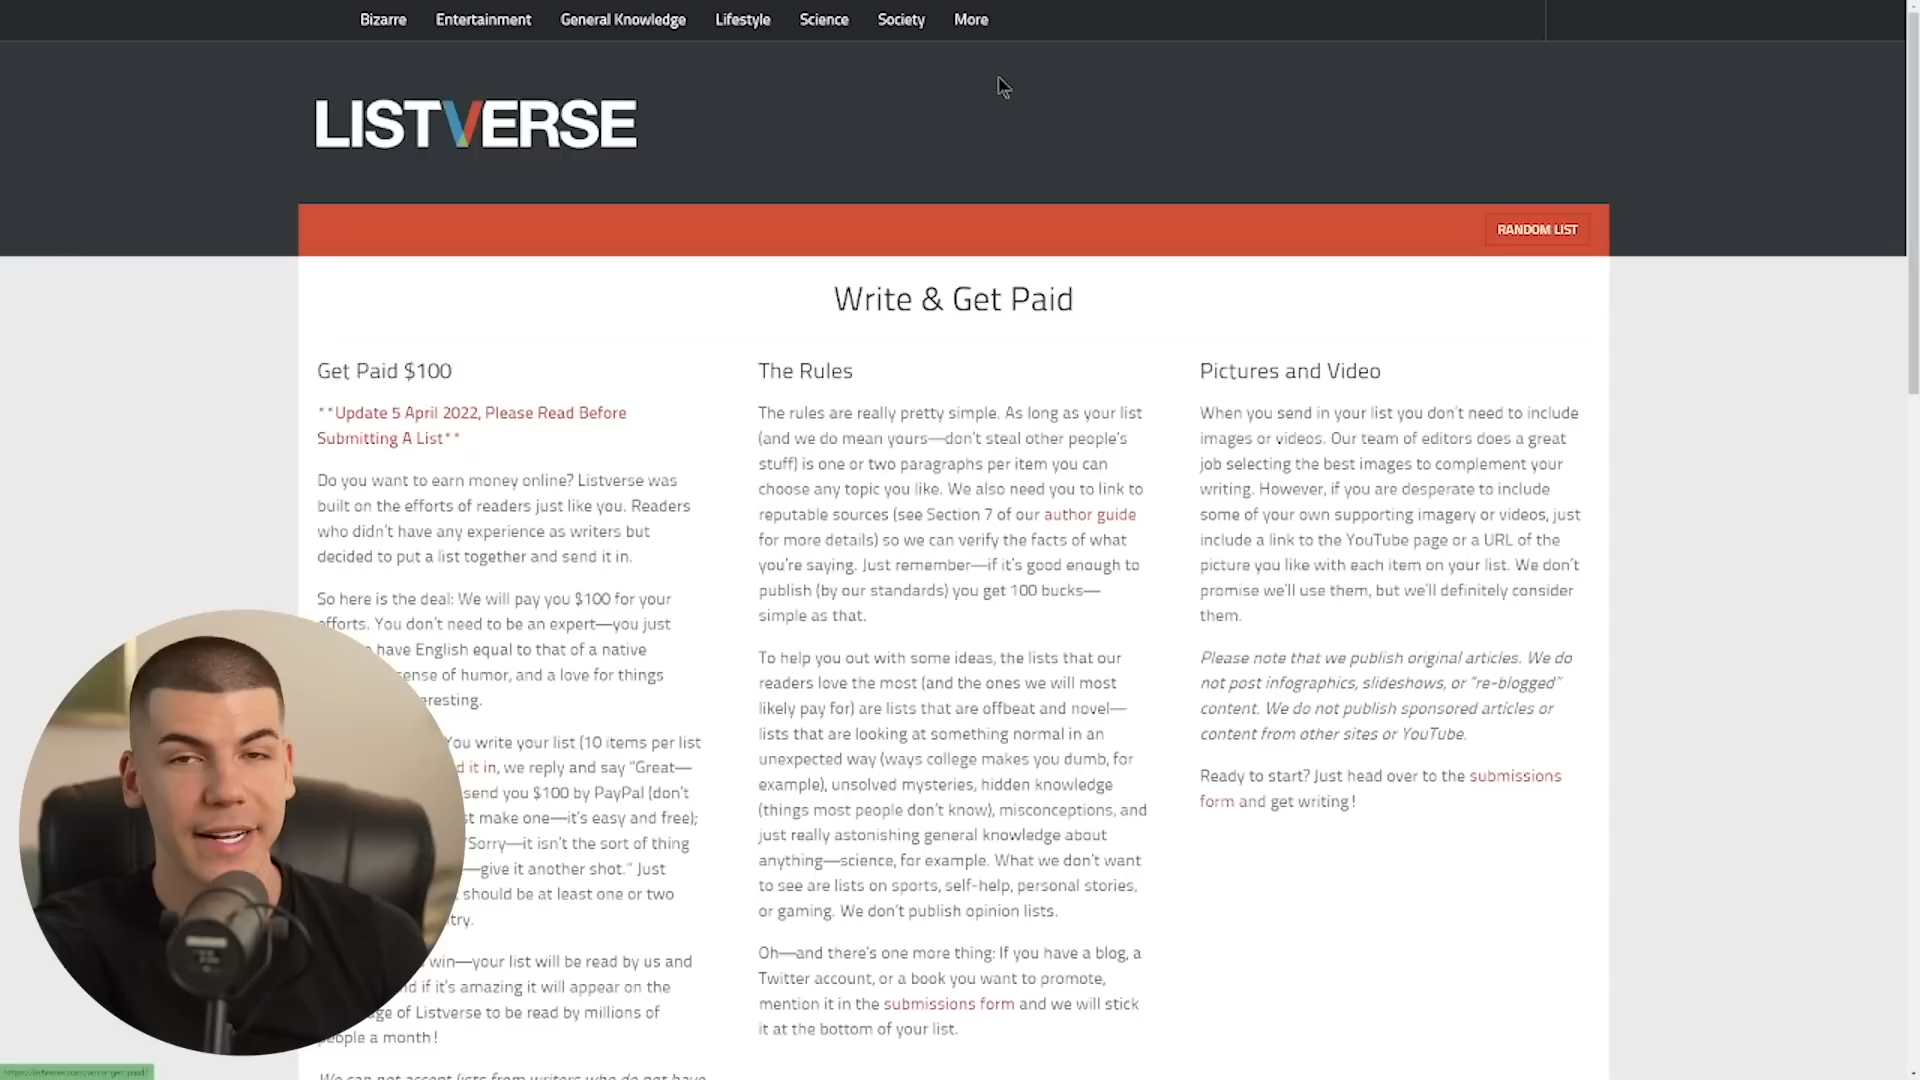 Bizarre Entertainment General Knowledge Lifestyle Science Society More
LISTVERSE
RANDOM LIST
Write & Get Paid
Get Paid $100
**Update 5 April 2022, Please Read Before
Submitting A List**
Do you want to earn money online? Listverse was
built on the efforts of readers just like you. Readers
who didn't have any experience as writers but
decided to put a list together and send it in.
So here is the deal: We will pay you $100 for your
efforts. You don't need to be an expert—you just
have English equal to that of a native
of humor, and a love for things
You write your list (10 items per list
it in, we reply and say "Great—
send you $100 by PayPal (don't
make one—it's easy and free);
"Sorry—it isn't the sort of thing
—give it another shot." Just
should be at least one or two
win—your list will be read by us and
if it's amazing it will appear on the
of Listverse to be read by millions of
people a month!
We can not accept lists from writers who do not have
The Rules
The rules are really pretty simple. As long as your list
(and we do mean yours—don't steal other people's
stuff) is one or two paragraphs per item you can
choose any topic you like. We also need you to link to
reputable sources (see Section 7 of our author guide
for more details) so we can verify the facts of what
you're saying. Just remember—if it's good enough to
publish (by our standards) you get 100 bucks—
simple as that.
To help you out with some ideas, the lists that our
readers love the most (and the ones we will most
likely pay for) are lists that are offbeat and novel—
lists that are looking at something normal in an
unexpected way (ways college makes you dumb, for
example), unsolved mysteries, hidden knowledge
(things most people don't know), misconceptions, and
just really astonishing general knowledge about
anything—science, for example. What we don't want
to see are lists on sports, self-help, personal stories,
or gaming. We don't publish opinion lists.
Oh—and there's one more thing: If you have a blog, a
Twitter account, or a book you want to promote,
mention it in the submissions form and we will stick
it at the bottom of your list.
Pictures and Video
When you send in your list you don't need to include
images or videos. Our team of editors does a great
job selecting the best images to complement your
writing. However, if you are desperate to include
some of your own supporting imagery or videos, just
include a link to the YouTube page or a URL of the
picture you like with each item on your list. We don't
promise we'll use them, but we'll definitely consider
them.
Please note that we publish original articles. We do
not post infographics, slideshows, or "re-blogged"
content. We do not publish sponsored articles or
content from other sites or YouTube.
Ready to start? Just head over to the submissions
form and get writing!